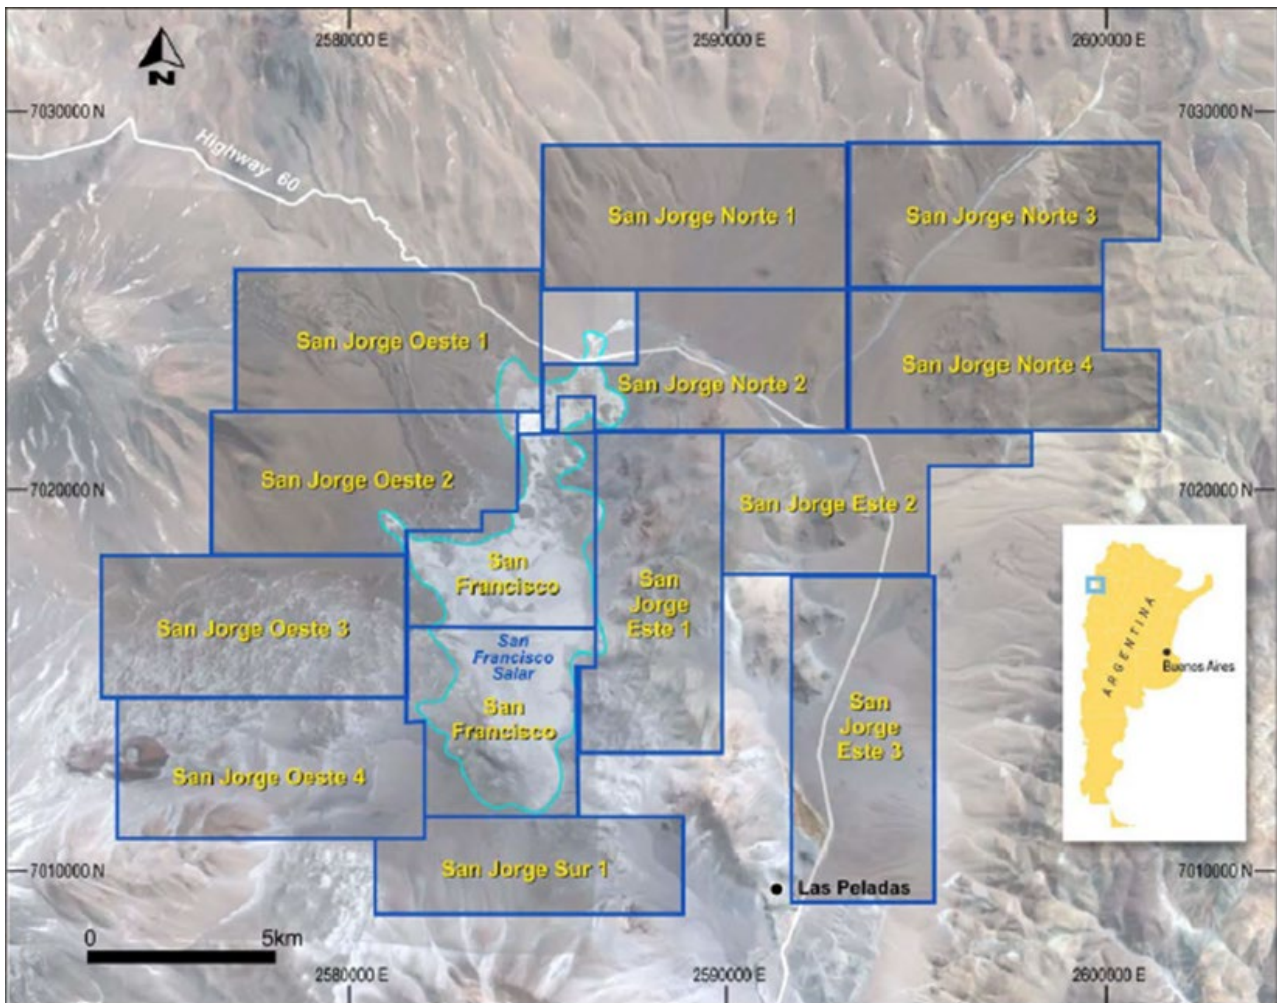 2580000 E
2590000 E
2600000 E
N
7030000 N
7030000 N
Highway 60
San Jorge Norte 1
San Jorge Norte 3
San Jorge Oeste 1
San Jorge Norte 2
San Jorge Norte 4
San Jorge Oeste 2
7020000 N
San Jorge Este 2
7020000 N
San
Francisco
San
Jorge
Este 1
San Jorge Oeste 3
San
Francisco
Salar
San
Francisco
San
Jorge
Este 3
San Jorge Oeste 4
ARGENTINA
Buenos Aires
7010000 N
San Jorge Sur 1
7010000 N
Las Peladas
0
5km
2580000 E
2590000 E
2600000 E